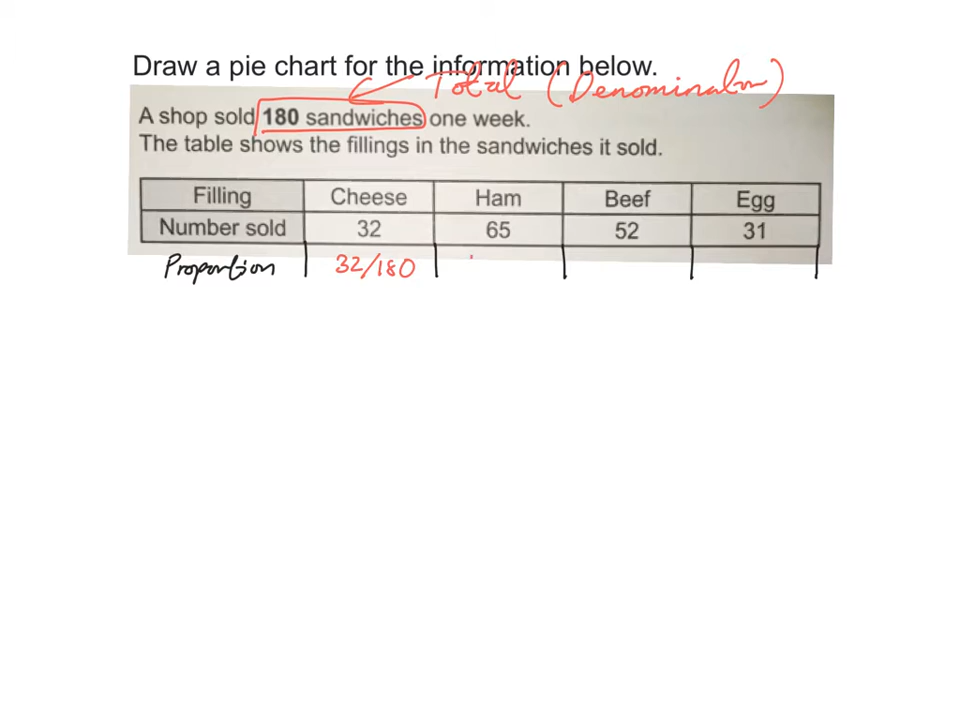 Draw a pie chart for the information below.
Total (Denominator)
A shop sold 180 sandwiches one week.
The table shows the fillings in the sandwiches it sold.
Filling Cheese Ham Beef Egg
Number sold 32 65 52 31
Proportion 32/180